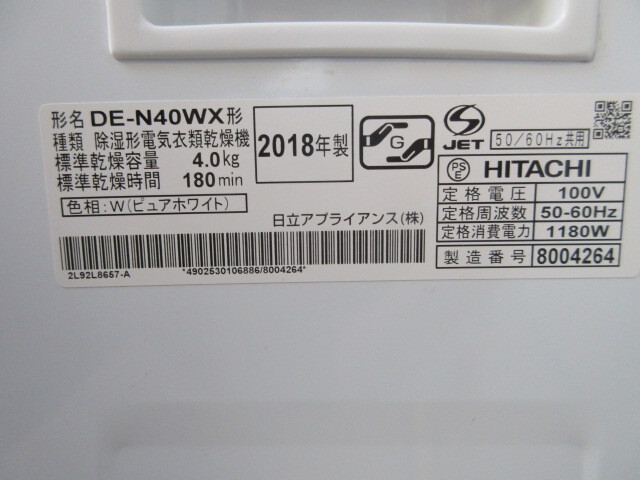 形名 DE-N40WX形
種類 除湿形電気衣類乾燥機
標準乾燥容量 4.0kg
標準乾燥時間 180min
色相:W(ピュアホワイト)
2018年製
G
S
JET
50/60Hz共用
PS
E
HITACHI
定格電圧 100V
定格周波数 50-60Hz
定格消費電力 1180W
製造番号 8004264
日立アプライアンス(株)
2L92L8657-A
*4902530106886/8004264*